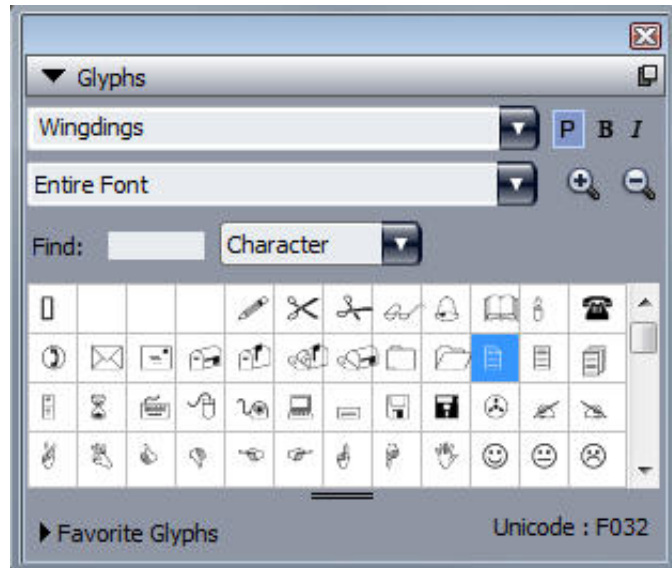 Glyphs
Wingdings
P B I
Entire Font
Find:
Character
Favorite Glyphs
Unicode : F032